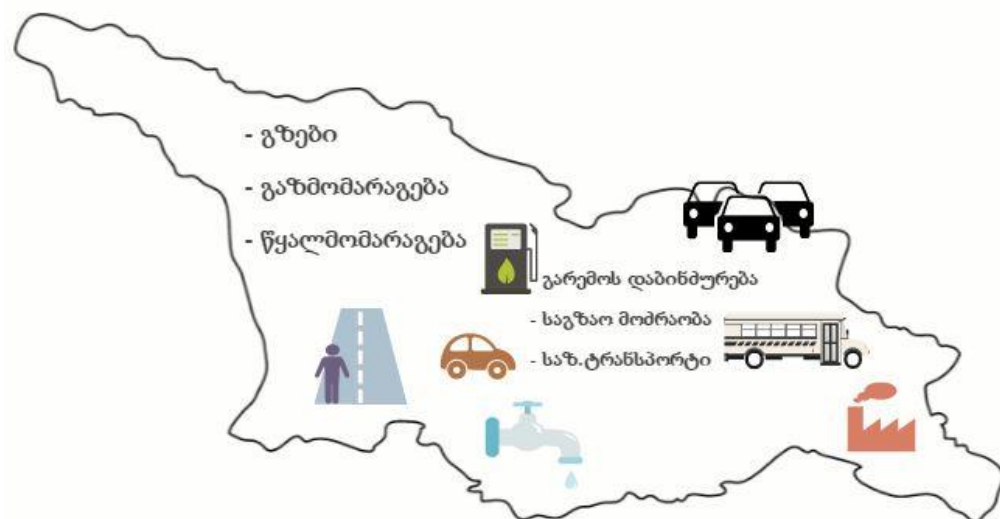 - გზები
- გაზმომარაგება
- წყალმომარაგება
გარემოს დაბინძურება
- საგზაო მოძრაობა
- საზ.ტრანსპორტი